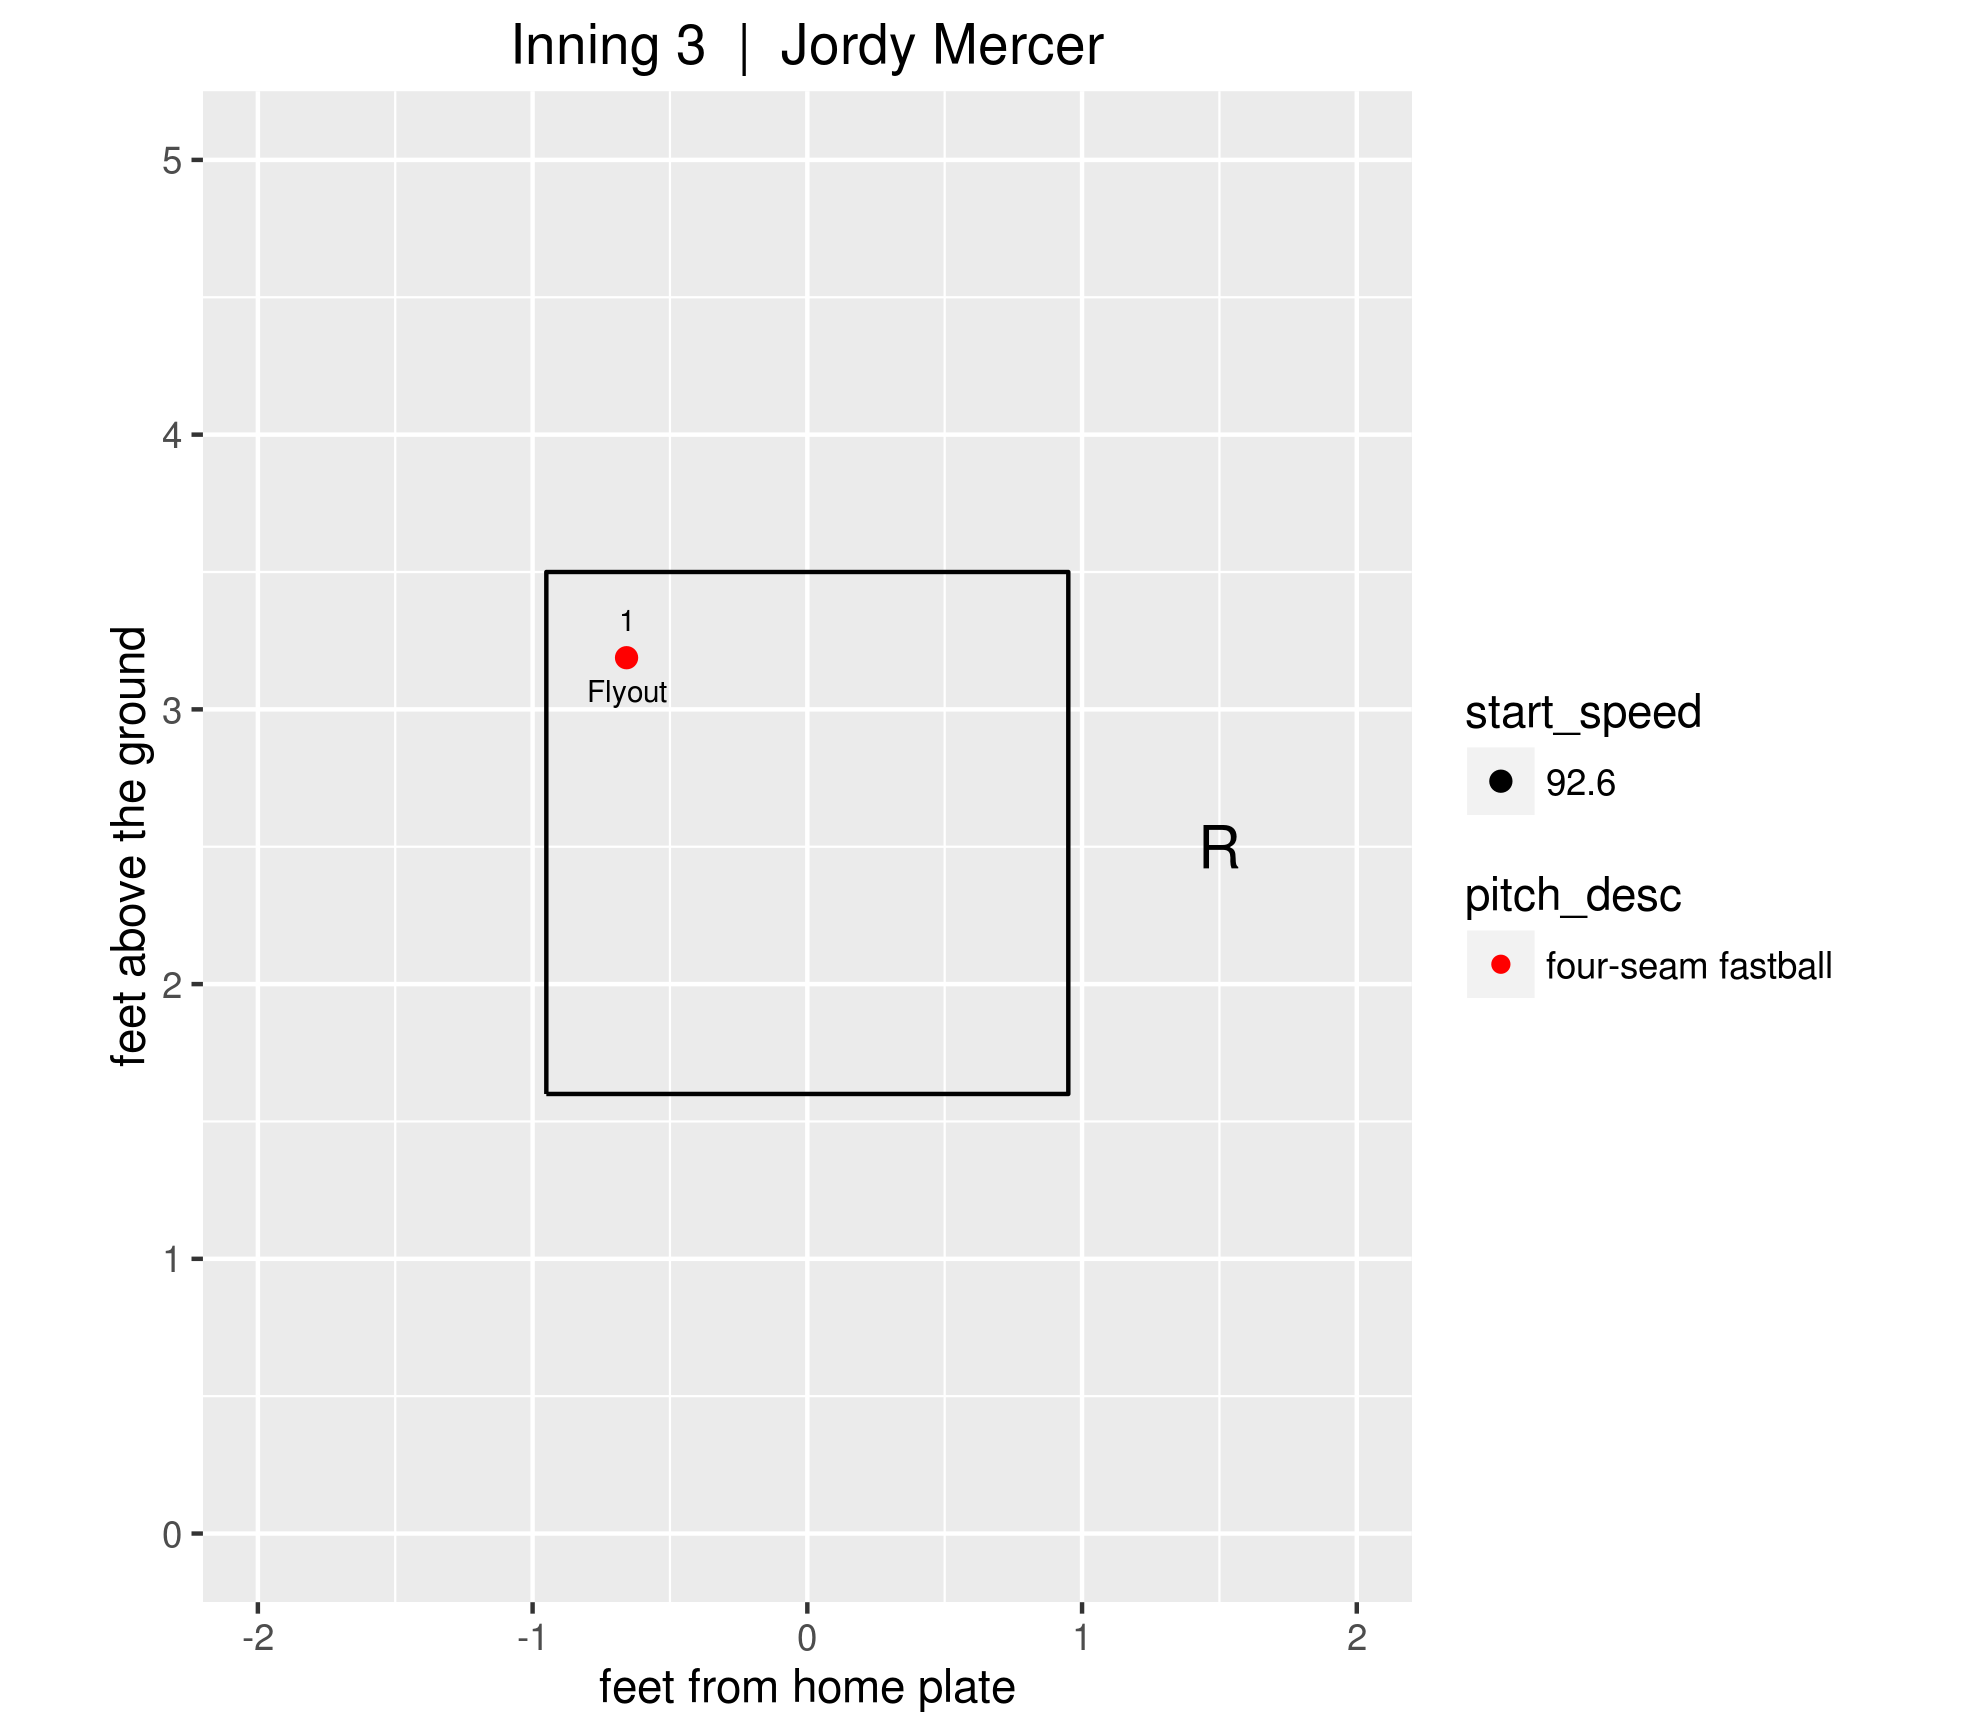 Inning 3 | Jordy Mercer
feet above the ground
5
4
3
2
1
0
1
Flyout
R
-2
-1
0
1
2
feet from home plate
start_speed
92.6
pitch_desc
four-seam fastball